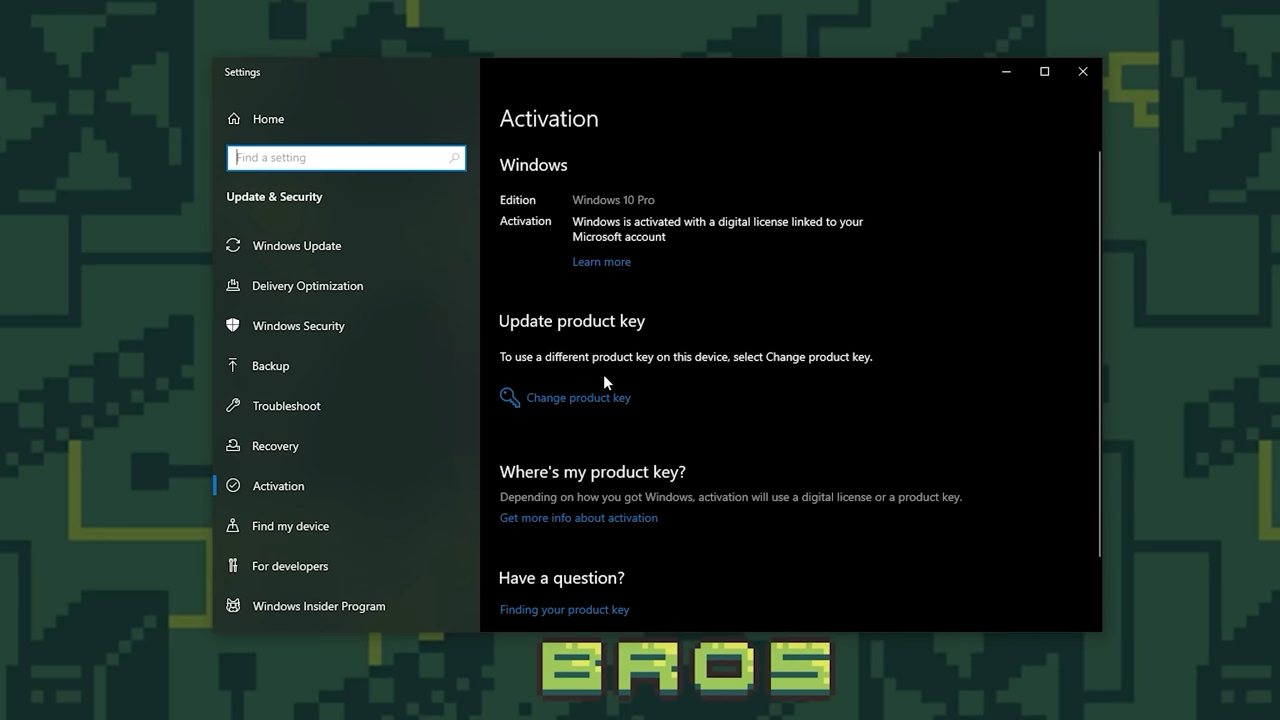 Settings
Home
Find a setting
Update & Security
Windows Update
Delivery Optimization
Windows Security
Backup
Troubleshoot
Recovery
Activation
Find my device
For developers
Windows Insider Program
Activation
Windows
Edition Windows 10 Pro
Activation Windows is activated with a digital license linked to your
Microsoft account
Learn more
Update product key
To use a different product key on this device, select Change product key.
Change product key
Where's my product key?
Depending on how you got Windows, activation will use a digital license or a product key.
Get more info about activation
Have a question?
Finding your product key
BROS